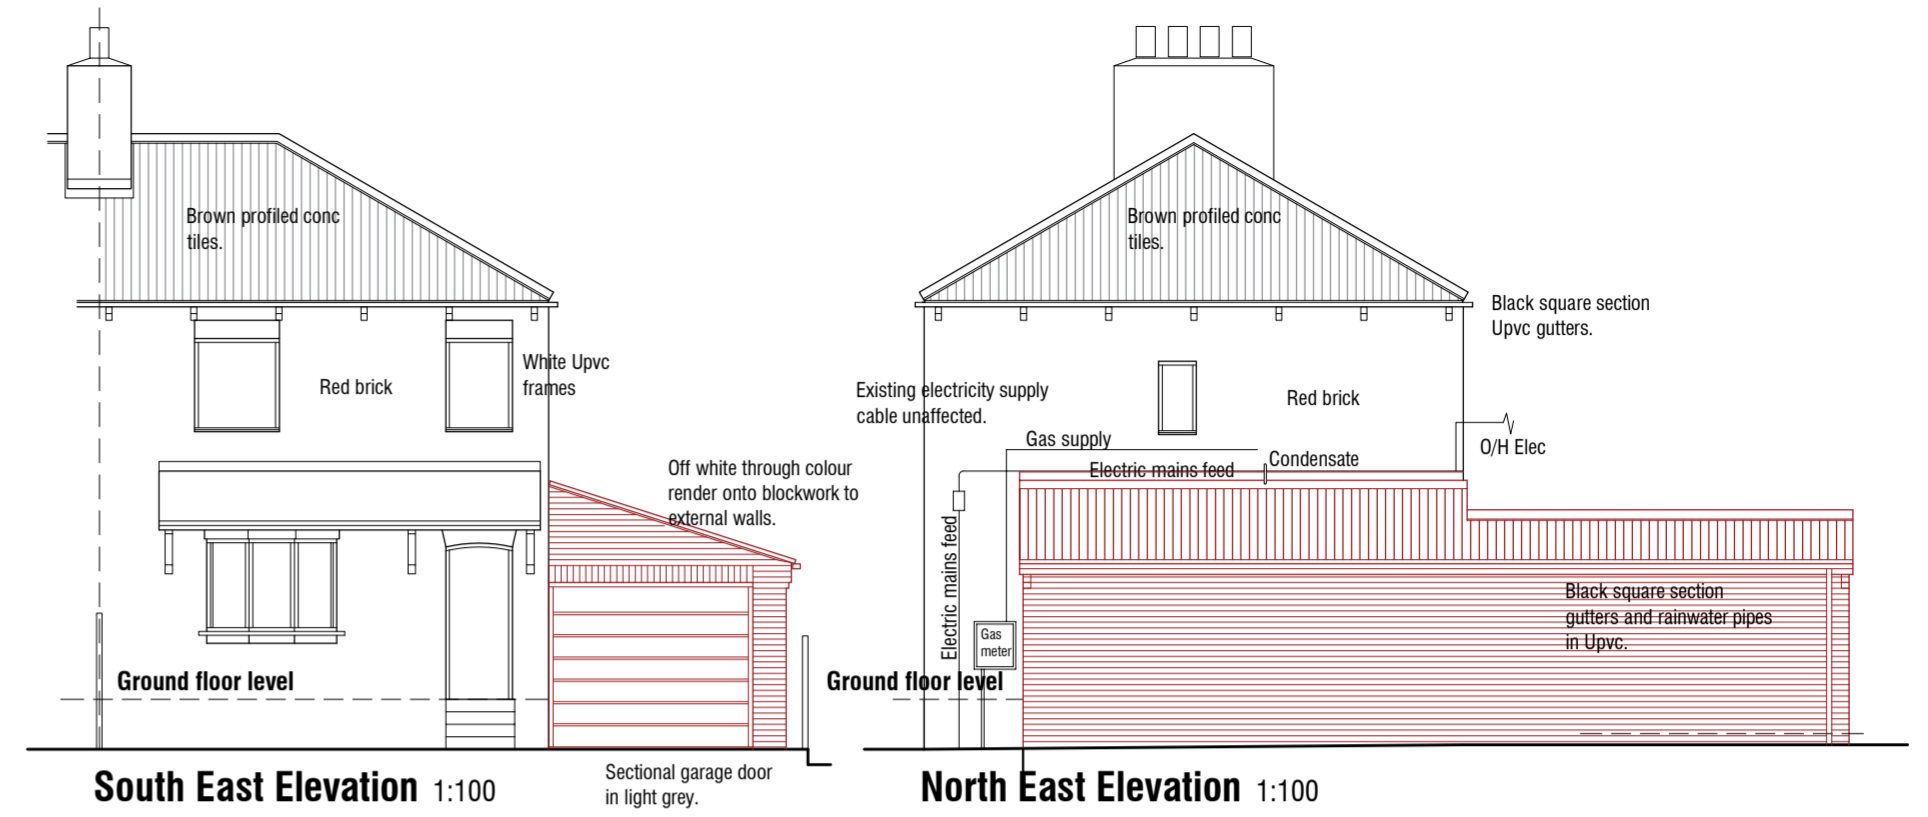 Brown profiled conc
tiles.
Red brick
White Upvc
frames
Off white through colour
render onto blockwork to
external walls.
Ground floor level
South East Elevation 1:100
Sectional garage door
in light grey.
Brown profiled conc
tiles.
Black square section
Upvc gutters.
Existing electricity supply
cable unaffected.
Red brick
Gas supply
O/H Elec
Electric mains feed
Condensate
Electric mains feed
Gas
meter
Black square section
gutters and rainwater pipes
in Upvc.
Ground floor level
North East Elevation 1:100